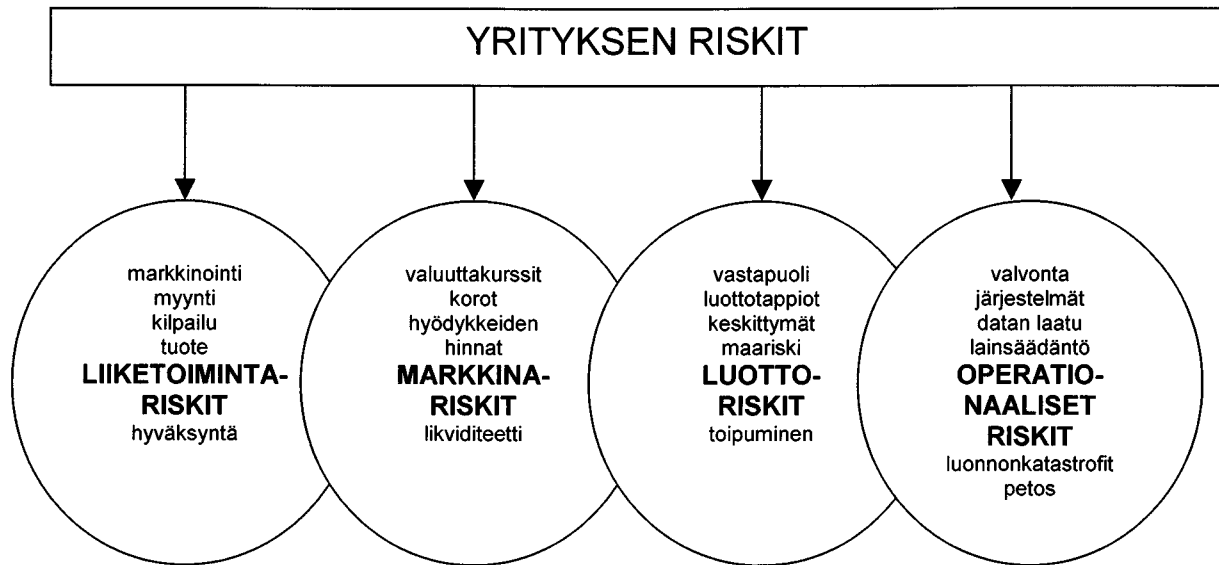 YRITYKSEN RISKIT
markkinointi
myynti
kilpailu
tuote
LIIKETOIMINTA-
RISKIT
hyväksyntä
valuuttakurssit
korot
hyödykkeiden
hinnat
MARKKINA-
RISKIT
likviditeetti
vastapuoli
luottotappiot
keskittymät
maariski
LUOTTO-
RISKIT
toipuminen
valvonta
järjestelmät
datan laatu
lainsäädäntö
OPERATIO-
NAALISET
RISKIT
luonnonkatastrofit
petos